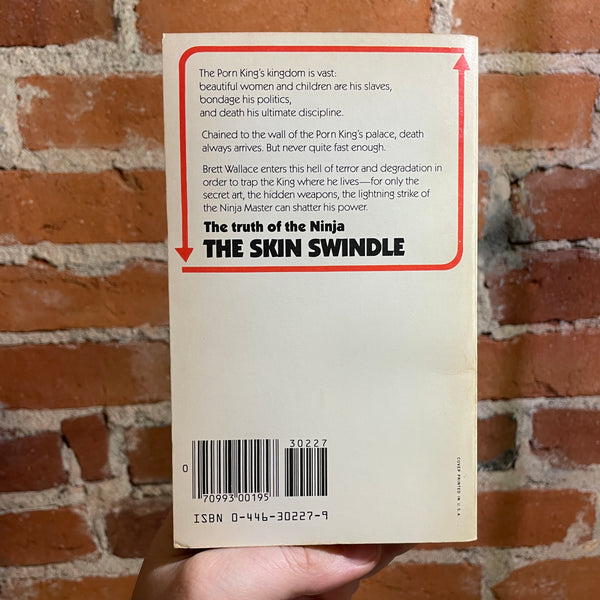 The Porn King's kingdom is vast:
beautiful women and children are his slaves,
bondage his politics,
and death his ultimate discipline.
Chained to the wall of the Porn King's palace, death
always arrives. But never quite fast enough.
Brett Wallace enters this hell of terror and degradation in
order to trap the King where he lives—for only the
secret art, the hidden weapons, the lightning strike of
the Ninja Master can shatter his power.
The truth of the Ninja
THE SKIN SWINDLE
30227
0
70993 00195
ISBN 0-446-30227-9
COVER PRINTED IN U.S.A.